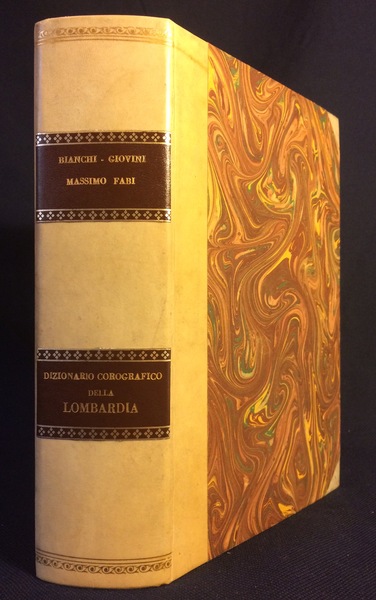 BIANCHI - GIOVINI
MASSIMO FABI
DIZIONARIO COROGRAFICO
DELLA
LOMBARDIA